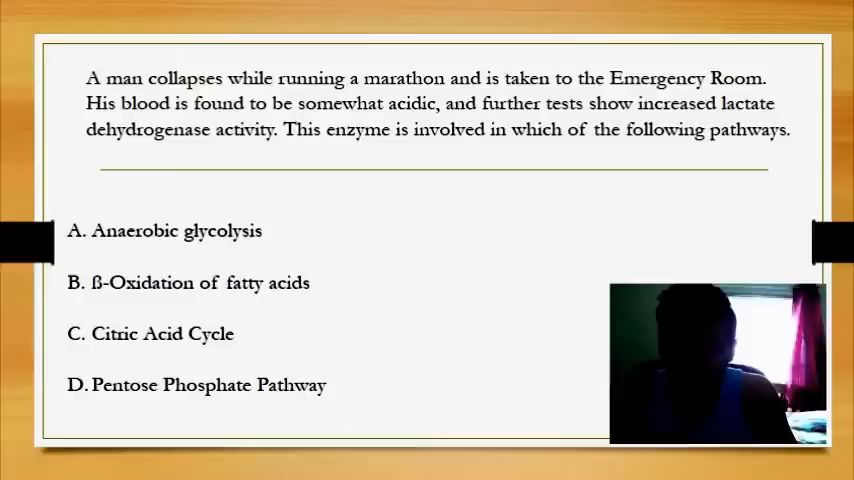 A man collapses while running a marathon and is taken to the Emergency Room.
His blood is found to be somewhat acidic, and further tests show increased lactate
dehydrogenase activity. This enzyme is involved in which of the following pathways.
A. Anaerobic glycolysis
B. ß-Oxidation of fatty acids
C. Citric Acid Cycle
D. Pentose Phosphate Pathway